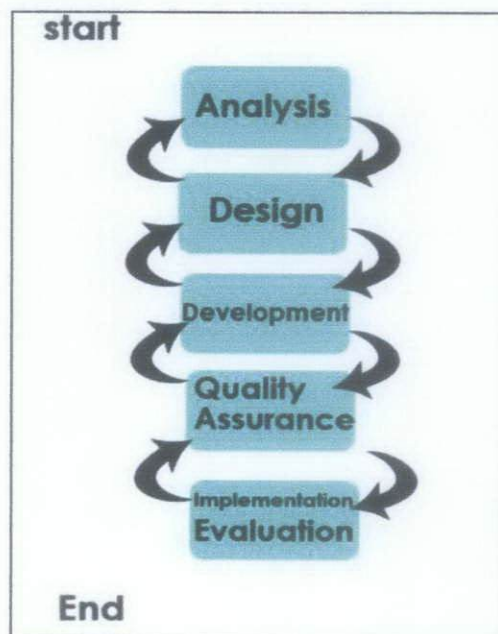 start
Analysis
Design
Development
Quality
Assurance
Implementation
Evaluation
End